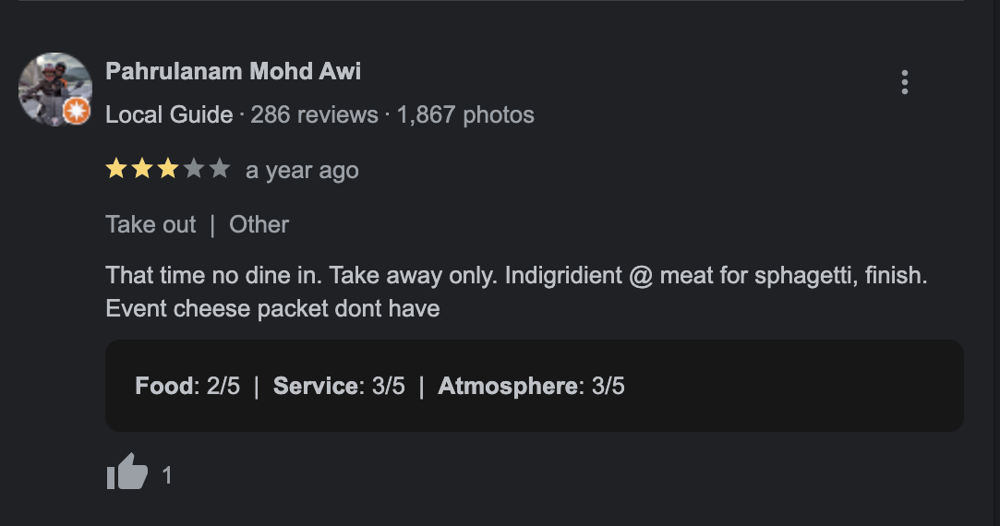 Pahrulanam Mohd Awi
Local Guide · 286 reviews · 1,867 photos
a year ago
Take out | Other
That time no dine in. Take away only. Indigridient @ meat for sphagetti, finish.
Event cheese packet dont have
Food: 2/5 | Service: 3/5 | Atmosphere: 3/5
1